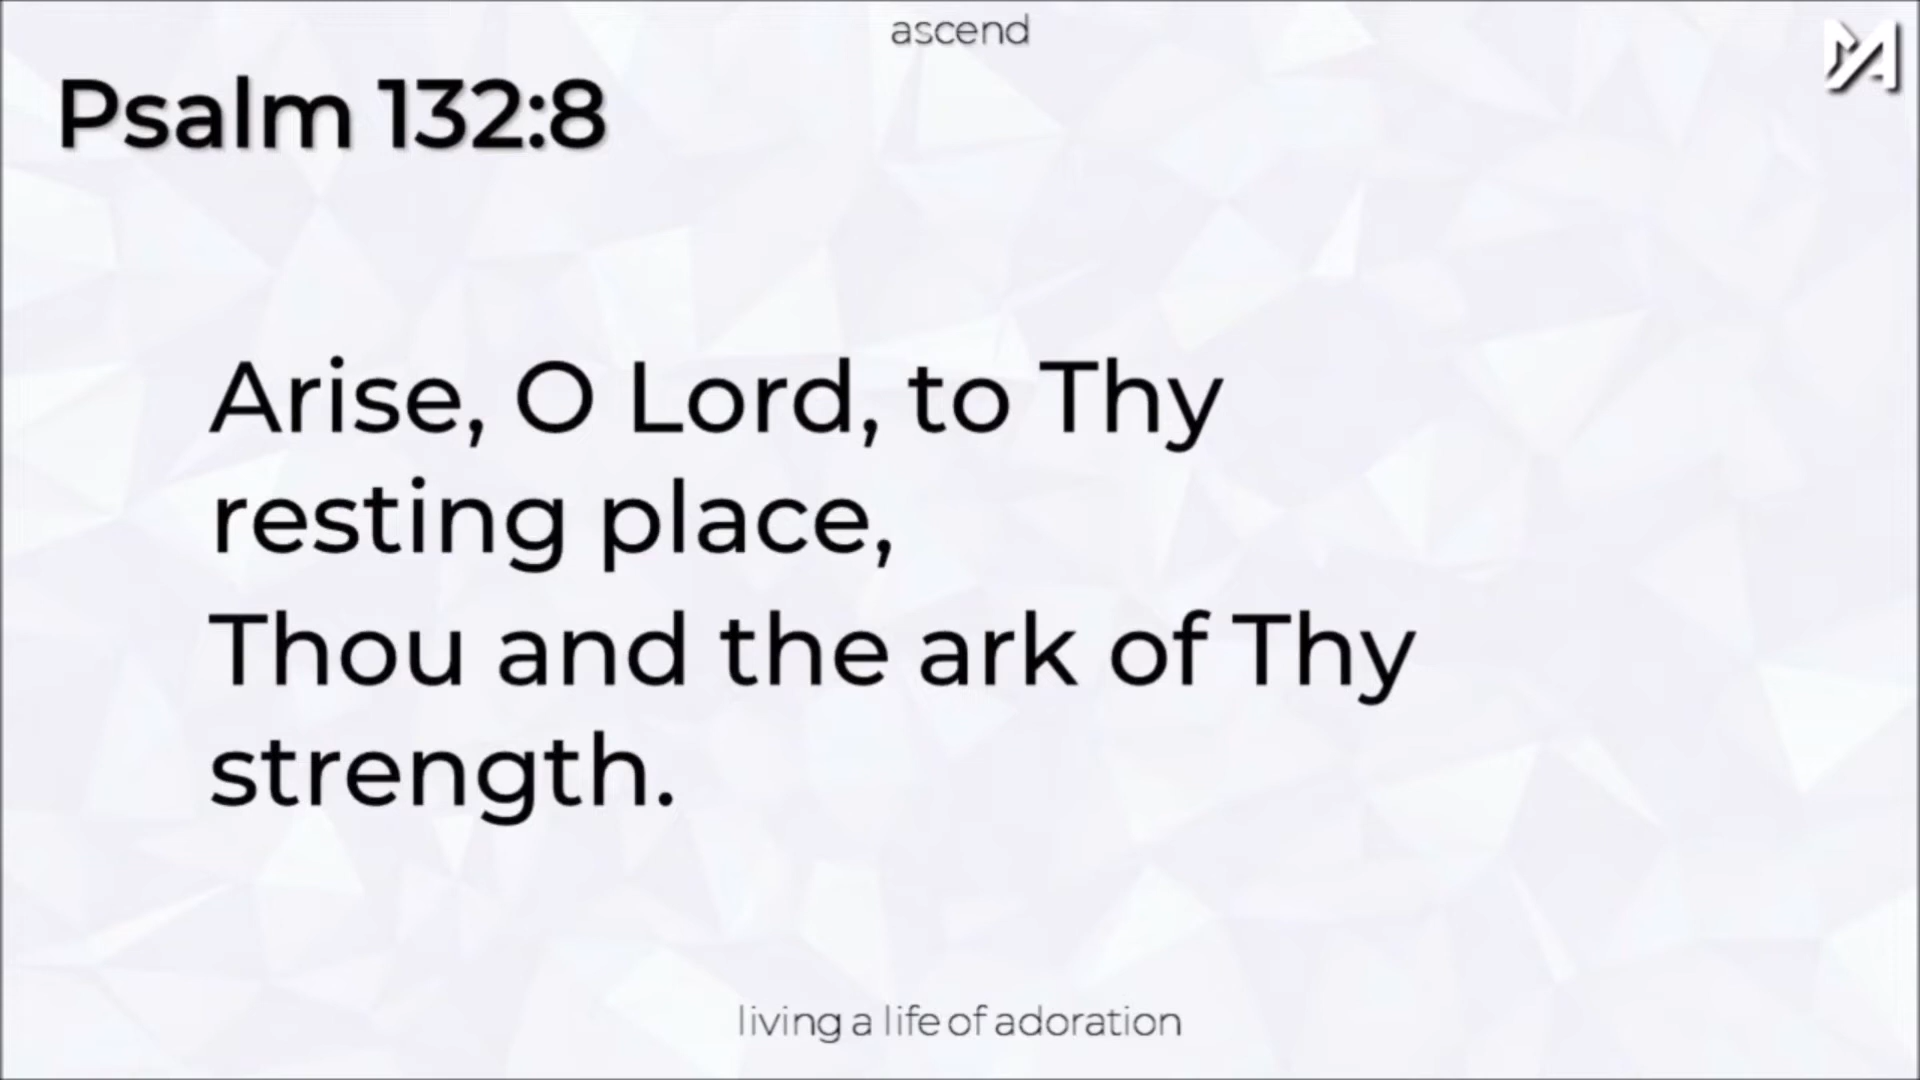 ascend
Psalm 132:8
Arise, O Lord, to Thy
resting place,
Thou and the ark of Thy
strength.
living a life of adoration